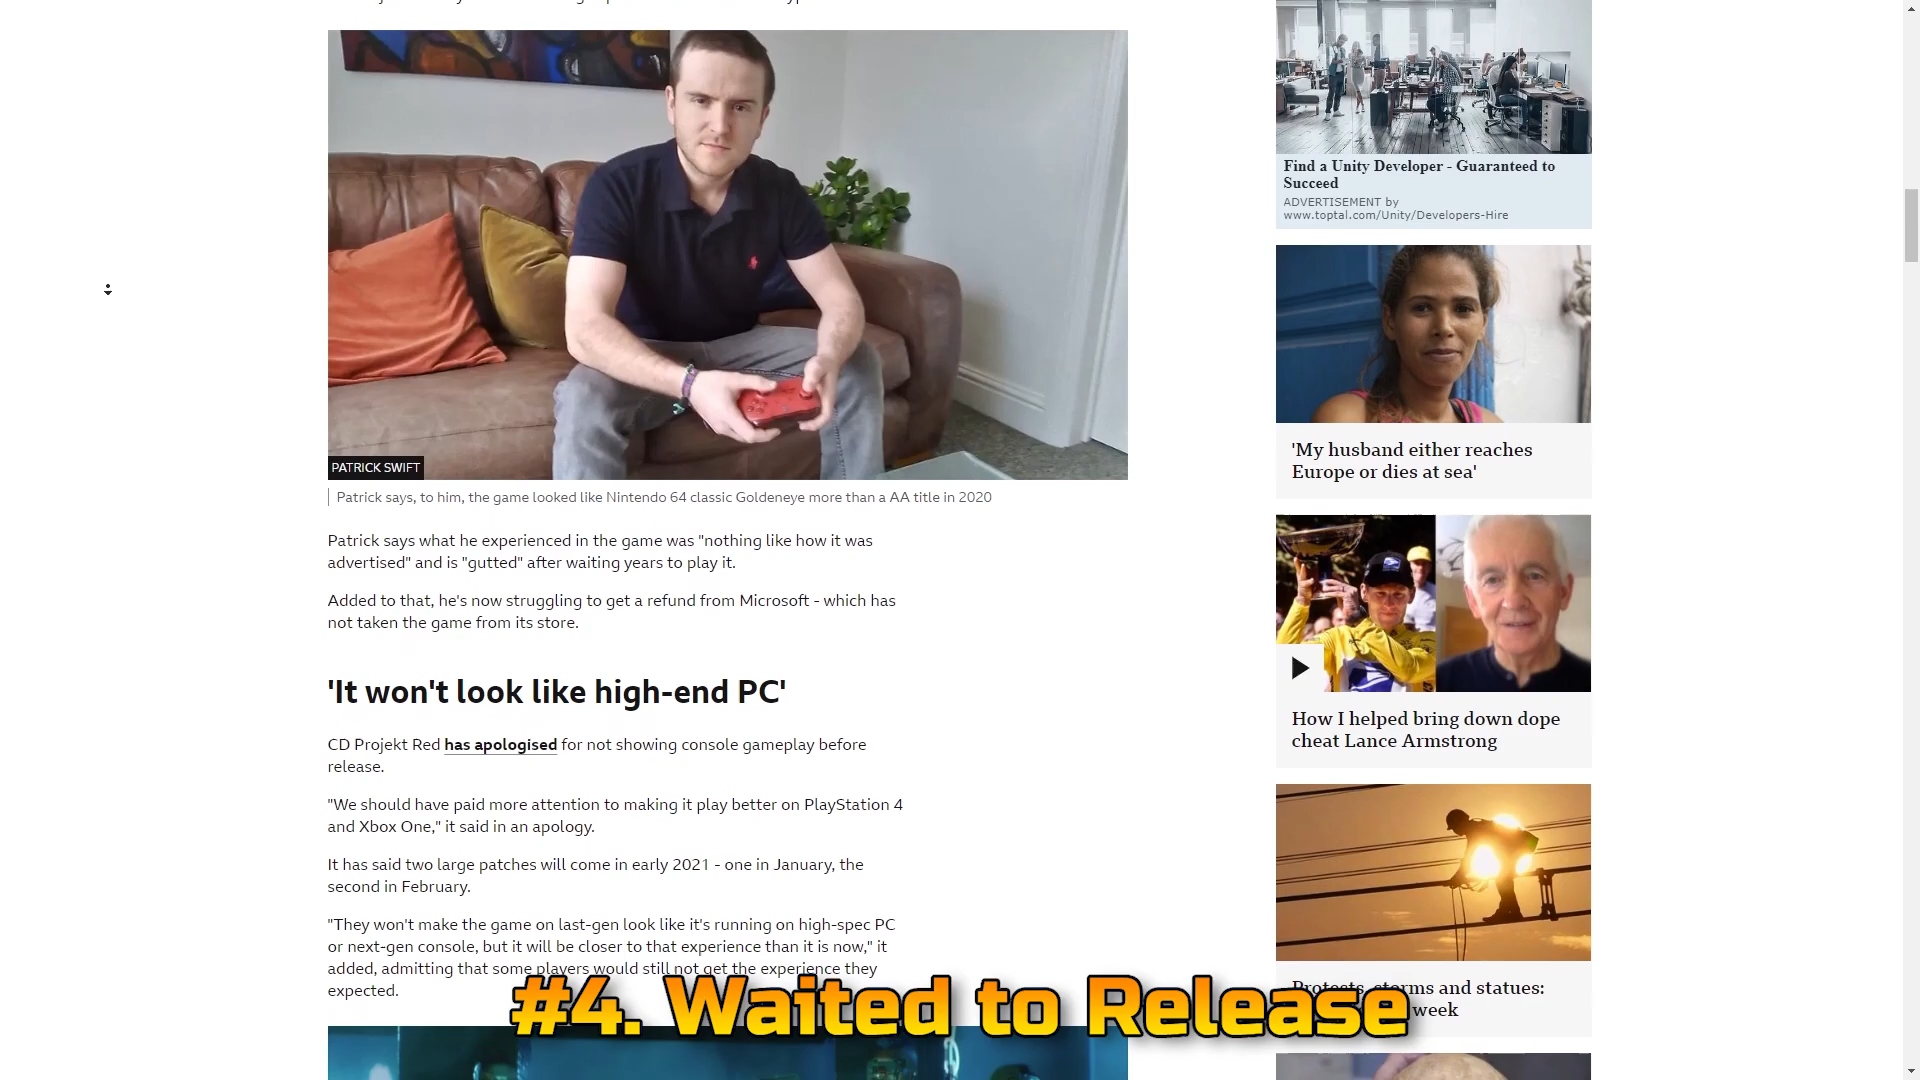 PATRICK SWIFT
Patrick says, to him, the game looked like Nintendo 64 classic Goldeneye more than a AA title in 2020
Patrick says what he experienced in the game was "nothing like how it was
advertised" and is "gutted" after waiting years to play it.
Added to that, he's now struggling to get a refund from Microsoft - which has
not taken the game from its store.
'It won't look like high-end PC'
CD Projekt Red has apologised for not showing console gameplay before
release.
"We should have paid more attention to making it play better on PlayStation 4
and Xbox One," it said in an apology.
It has said two large patches will come in early 2021 - one in January, the
second in February.
"They won't make the game on last-gen look like it's running on high-spec PC
or next-gen console, but it will be closer to that experience than it is now," it
added, admitting that some players would still not get the experience they
expected.
#4. Waited to Release
Find a Unity Developer - Guaranteed to
Succeed
ADVERTISEMENT by
www.toptal.com/Unity/Developers-Hire
'My husband either reaches
Europe or dies at sea'
How I helped bring down dope
cheat Lance Armstrong
Protests, storms and statues:
week